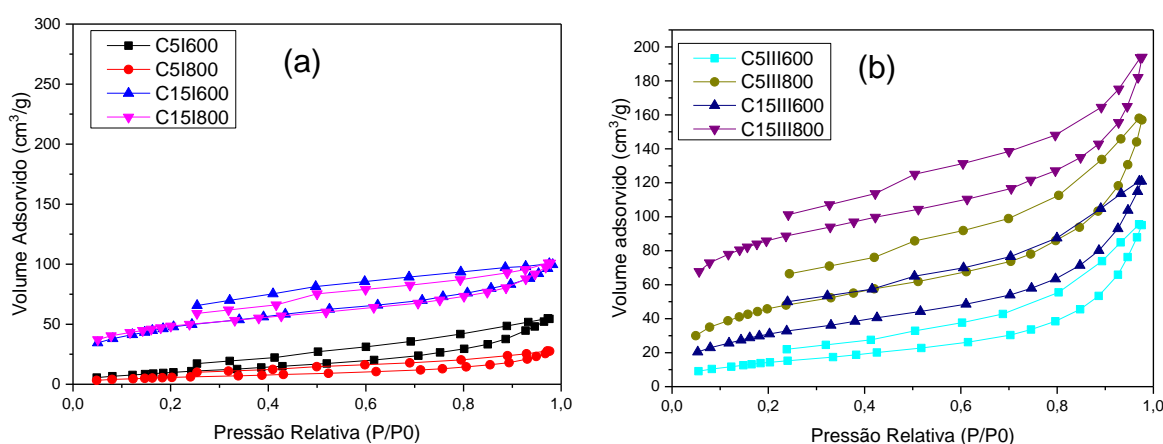 300
250
200
150
100
50
0
Volume Adsorvido (cm³/g)
C5I600
C5I800
C15I600
C15I800
(a)
0,0 0,2 0,4 0,6 0,8 1,0
Pressão Relativa (P/P0)
200
180
160
140
120
100
80
60
40
20
0
Volume adsorvido (cm³/g)
C5III600
C5III800
C15III600
C15III800
(b)
0,0 0,2 0,4 0,6 0,8 1,0
Pressão Relativa (P/P0)